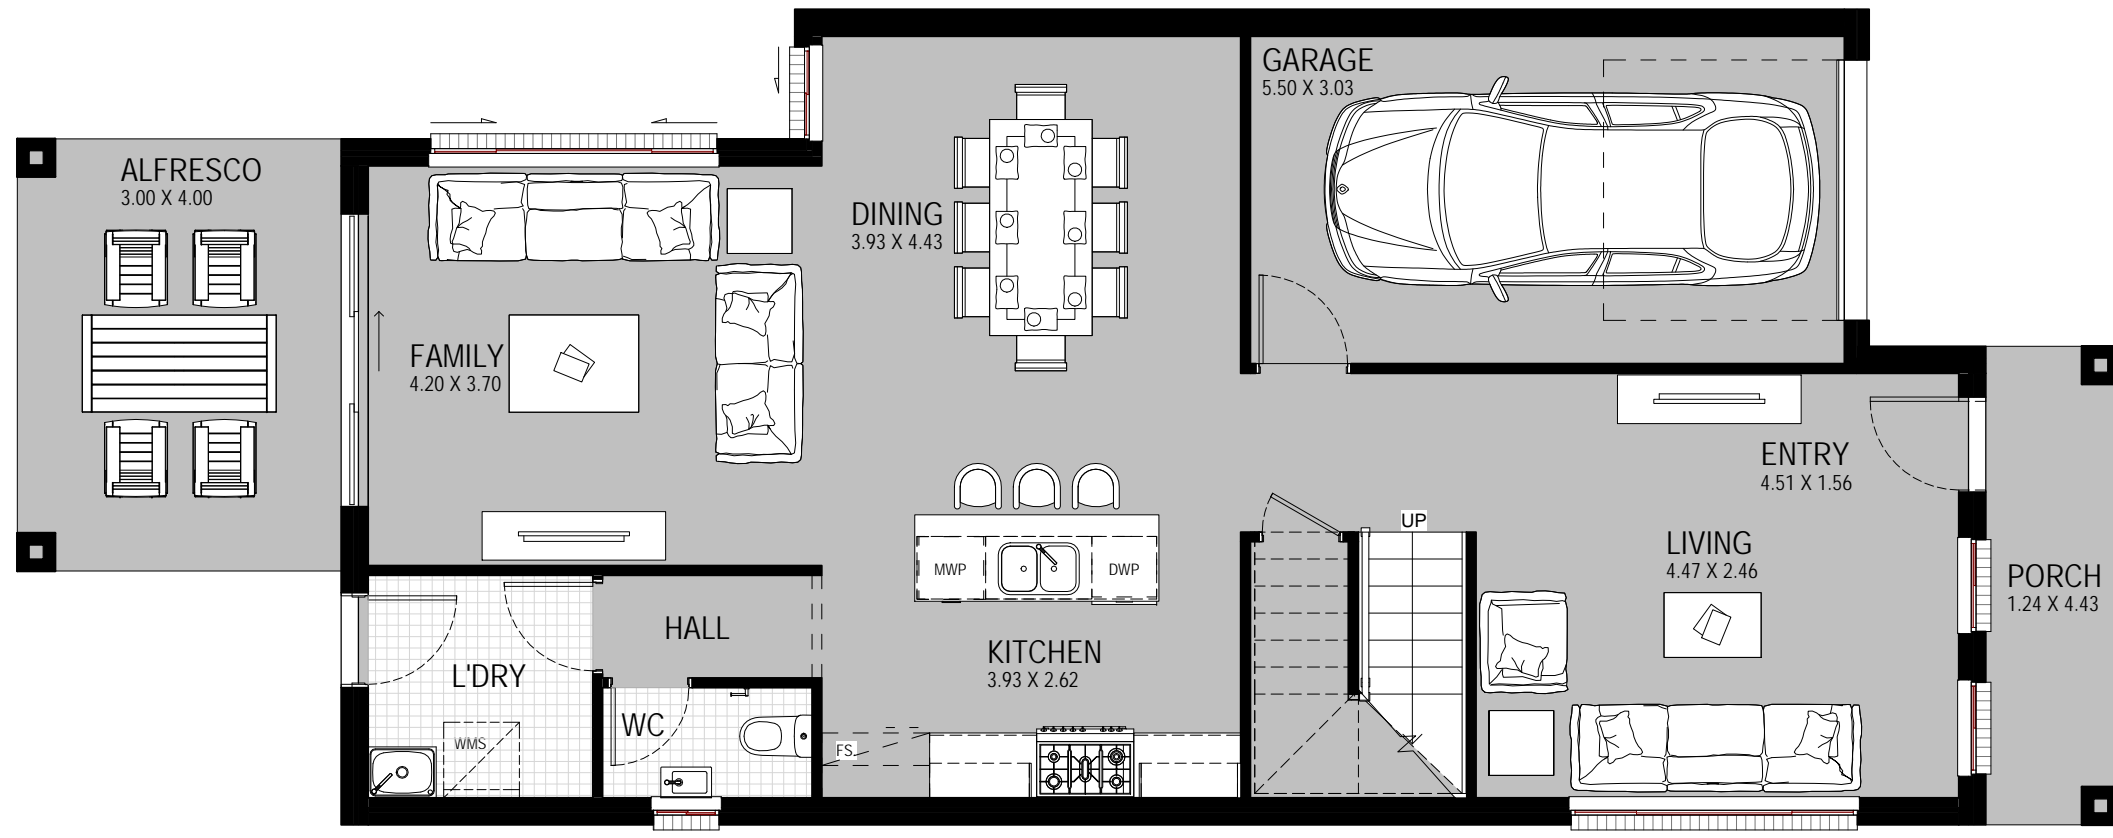 GARAGE
5.50 X 3.03
ALFRESCO
3.00 X 4.00
DINING
3.93 X 4.43
FAMILY
4.20 X 3.70
ENTRY
4.51 X 1.56
UP
LIVING
4.47 X 2.46
MWP
DWP
PORCH
1.24 X 4.43
HALL
KITCHEN
3.93 X 2.62
L'DRY
WC
WMS
FS.